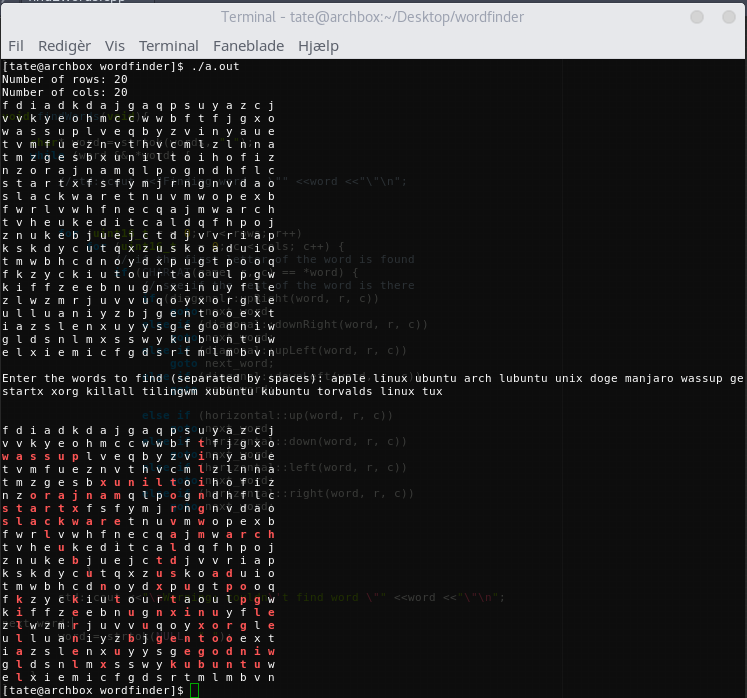 Terminal - tate@archbox:~/Desktop/wordfinder
Fil Redigèr Vis Terminal Faneblade Hjælp
[tate@archbox wordfinder]$ ./a.out
Number of rows: 20
Number of cols: 20
f d i a d k d a j g a q p s u y a z c j
v v k y e o h m c c w w b f t f j g x o
w a s s u p l v e q b y z v i n y a u e
t v m f u e z n v t h v c m l z l n n a
t m z g e s b x u n i l t o i h o f i z
n z o r a j n a m q l p o g n d h f l c
s t a r t x f s f y m j r n g n v d a o
s l a c k w a r e t n u v m w o p e x b
f w r l v w h f n e c q a j m w a r c h
t v h e u k e d i t c a l d q f h p o j
z n u k e b j u e j c t d j v v r i a p
k s k d y c u t q x z u s k o a d u i o
t m w b h c d n o y d x p u g t p o o q
f k z y c k i u t o u r t a o u l p g w
k i f f z e e b n u g n x i n u y f l e
z l w z m r j u v v u q o y x o r g l e
u l l u a n i y z b j g e n t o o e x t
i a z s l e n x u y y s g e g o d n i w
g l d s n l m x s s w y k u b u n t u w
e l x i e m i c f g d s r t m l m b v n
Enter the words to find (separated by spaces): apple linux ubuntu arch lubuntu unix doge manjaro wassup ge
startx xorg killall tilingwm xubuntu kubuntu torvalds linux tux
f d i a d k d a j g a q p s u y a z c j
v v k y e o h m c c w w b f t f j g x o
w a s s u p l v e q b y z v i n y a u e
t v m f u e z n v t h v c m l z l n n a
t m z g e s b x u n i l t o i h o f i z
n z o r a j n a m q l p o g n d h f l c
s t a r t x f s f y m j r n g n v d a o
s l a c k w a r e t n u v m w o p e x b
f w r l v w h f n e c q a j m w a r c h
t v h e u k e d i t c a l d q f h p o j
z n u k e b j u e j c t d j v v r i a p
k s k d y c u t q x z u s k o a d u i o
t m w b h c d n o y d x p u g t p o o q
f k z y c k i u t o u r t a o u l p g w
k i f f z e e b n u g n x i n u y f l e
z l w z m r j u v v u q o y x o r g l e
u l l u a n i y z b j g e n t o o e x t
i a z s l e n x u y y s g e g o d n i w
g l d s n l m x s s w y k u b u n t u w
e l x i e m i c f g d s r t m l m b v n
[tate@archbox wordfinder]$